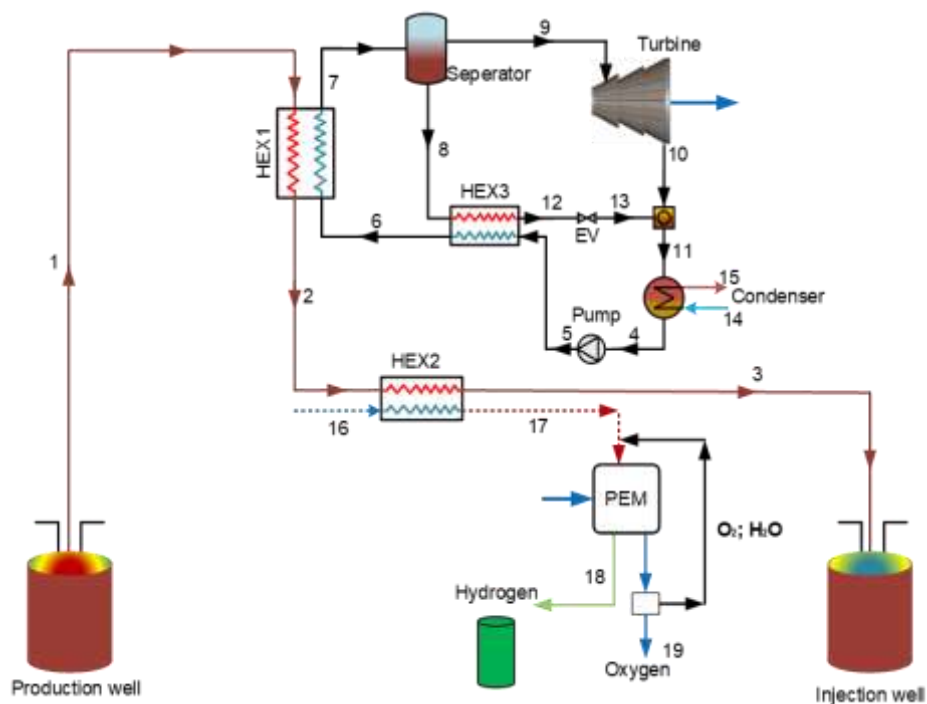 9
Turbine
7
Seperator
HEX1
8
10
HEX3
12
13
6
EV
11
1
15
2
Condenser
Pump
14
5
4
HEX2
3
16
17
PEM
O₂; H₂O
18
Hydrogen
19
Oxygen
Production well
Injection well